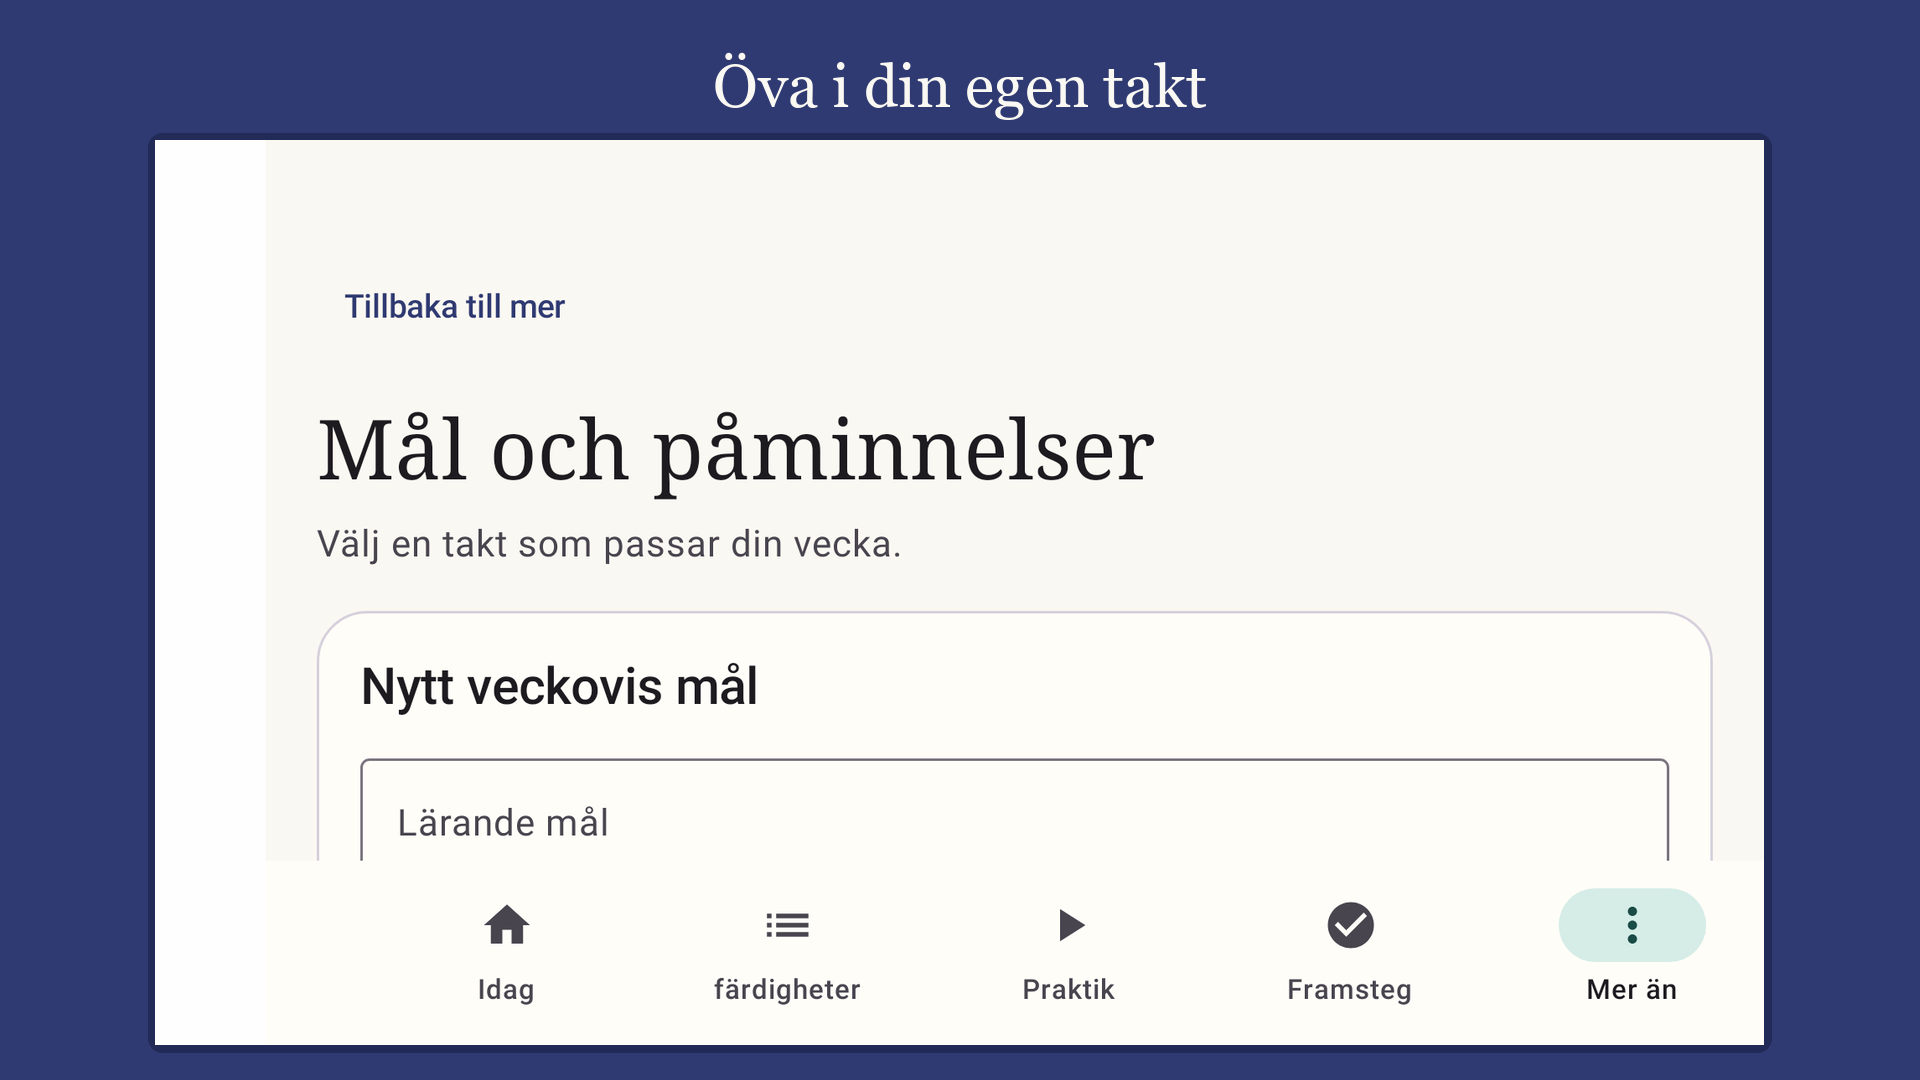 Öva i din egen takt
Tillbaka till mer
Mål och påminnelser
Välj en takt som passar din vecka.
Nytt veckovis mål
Lärande mål
Idag
färdigheter
Praktik
Framsteg
Mer än